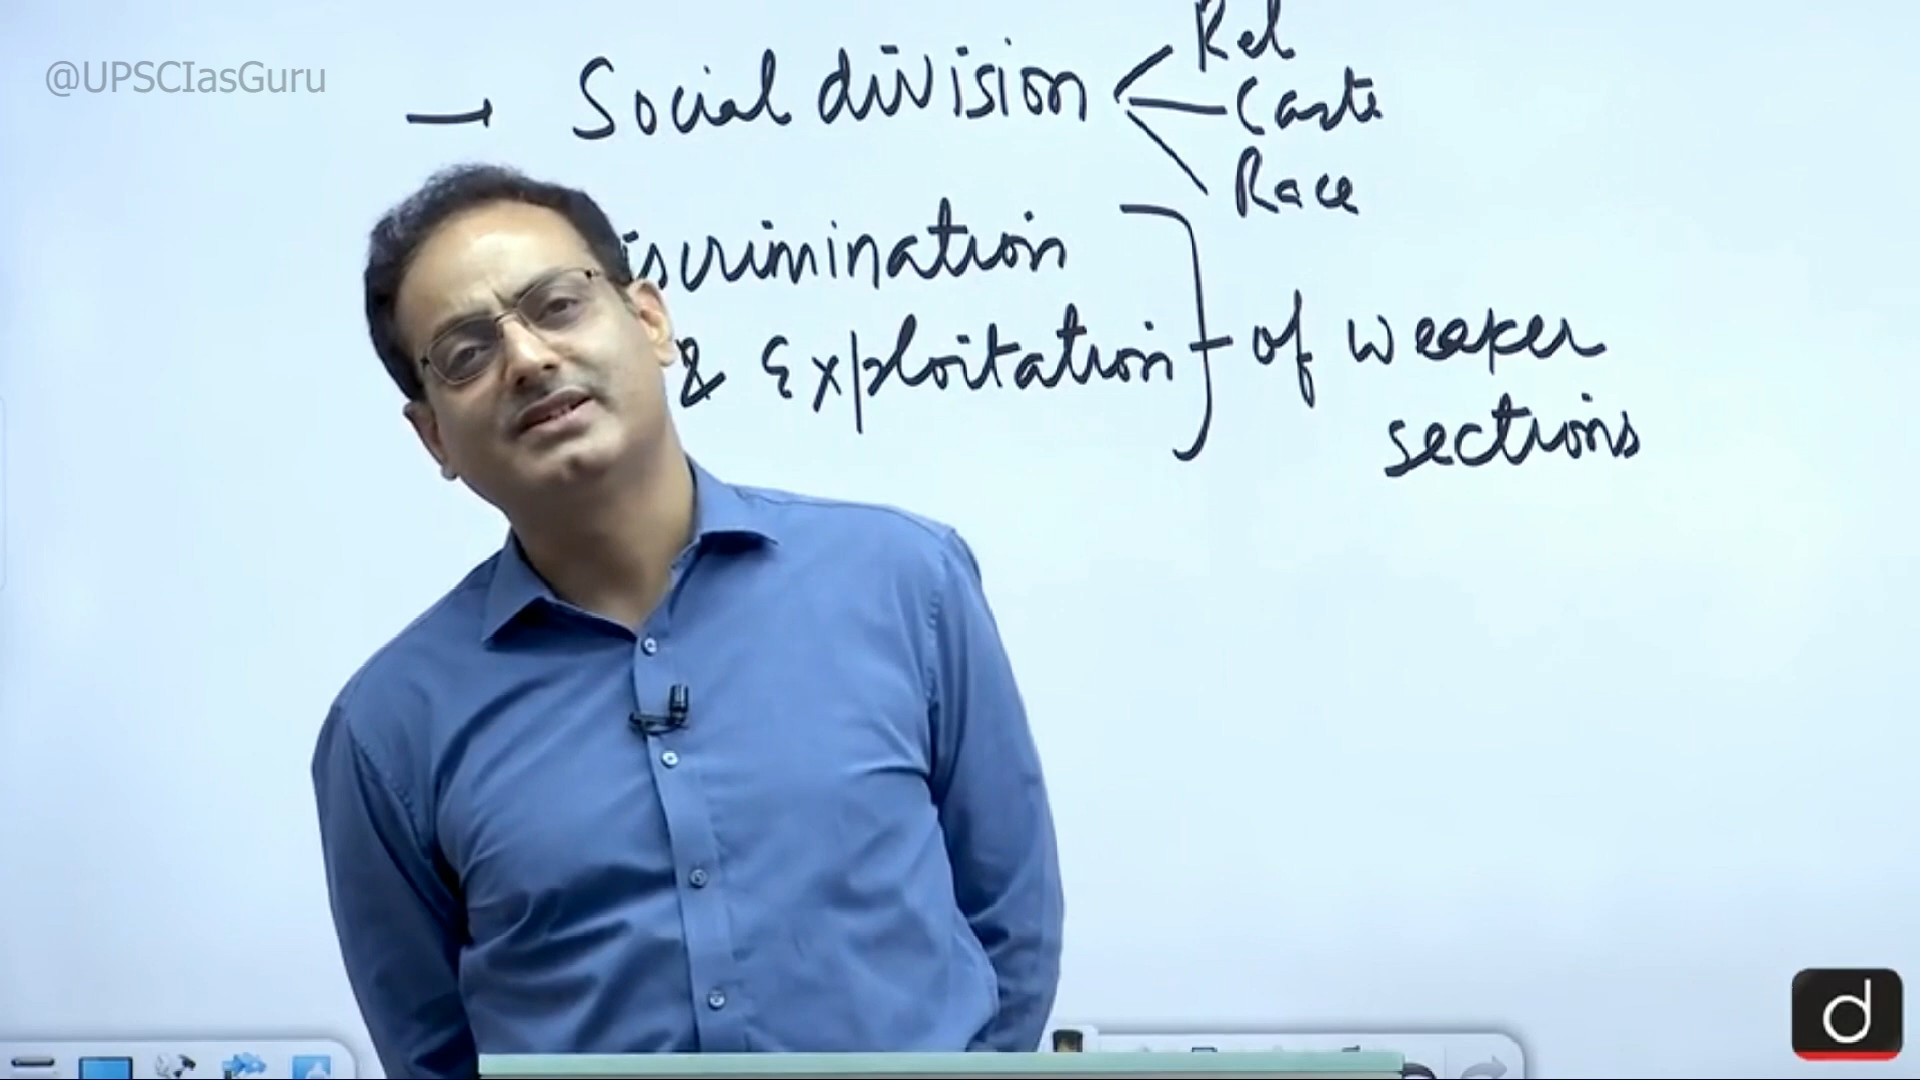 @UPSCIasGuru
→ Social division
Rel
Caste
Race
iscrimination
& Exploitation
of weaker
sections
d